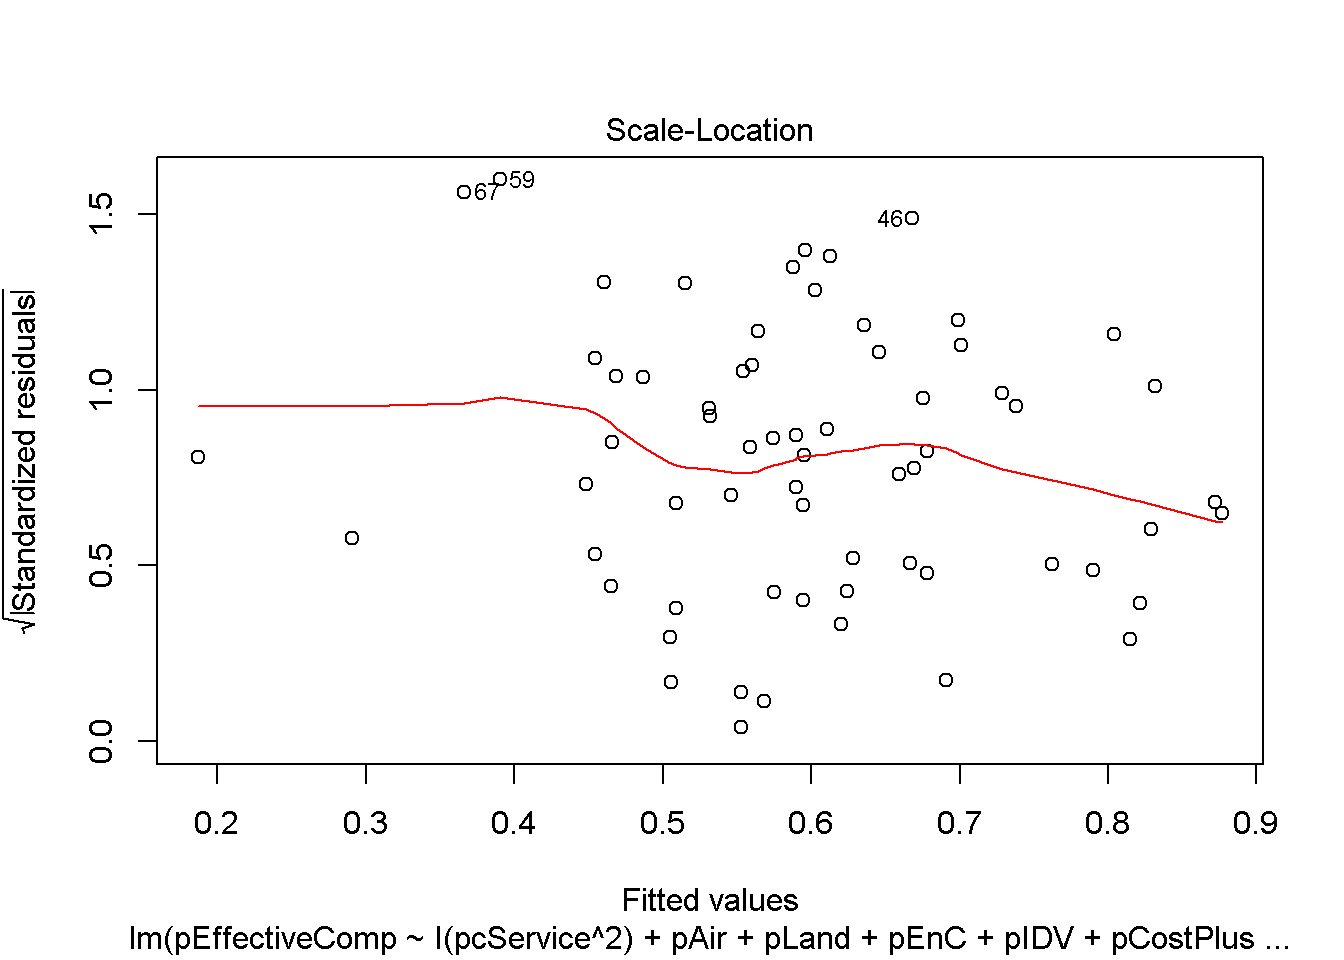 Scale-Location
67
59
46
√|Standardized residuals|
1.5
1.0
0.5
0.0
0.2 0.3 0.4 0.5 0.6 0.7 0.8 0.9
Fitted values
lm(pEffectiveComp ~ I(pcService^2) + pAir + pLand + pEnC + pIDV + pCostPlus ...